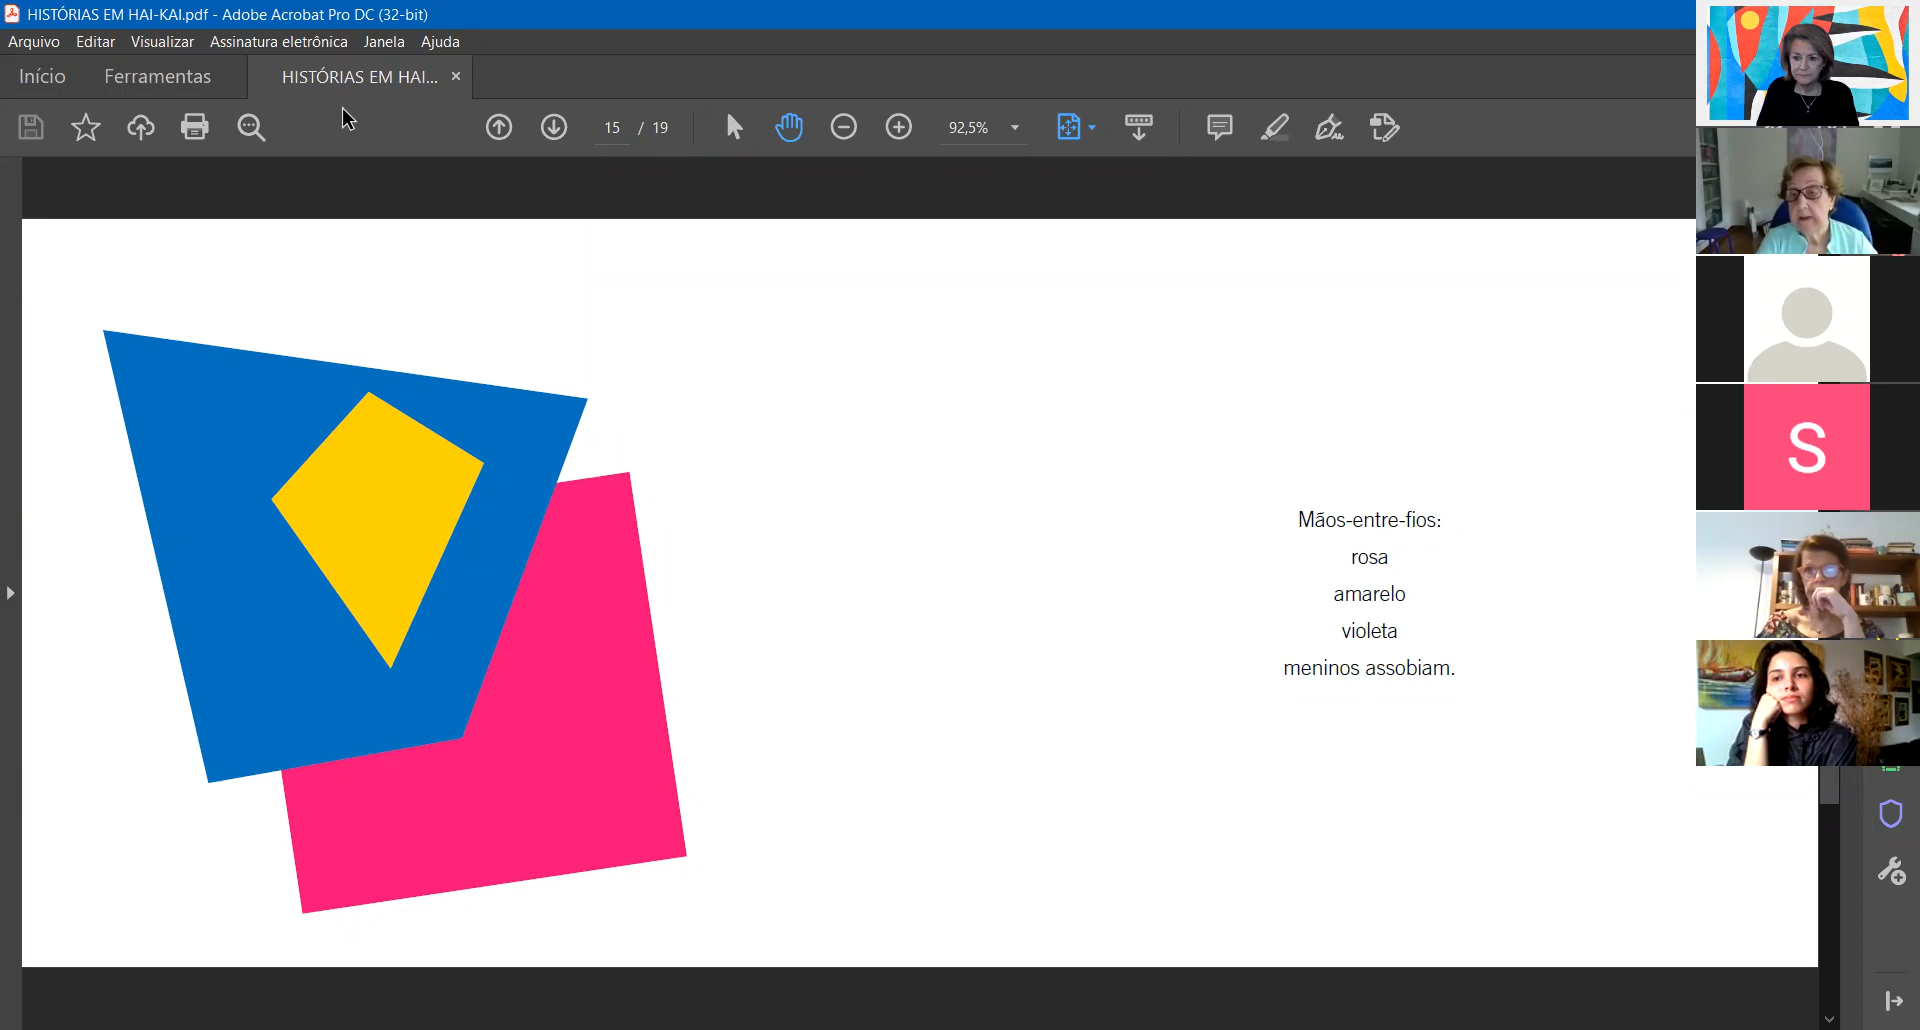 HISTÓRIAS EM HAI-KAI.pdf - Adobe Acrobat Pro DC (32-bit)
Arquivo Editar Visualizar Assinatura eletrônica Janela Ajuda
Início Ferramentas HISTÓRIAS EM HAI... ×
15 / 19 92,5%
S
Mãos-entre-fios:
rosa
amarelo
violeta
meninos assobiam.